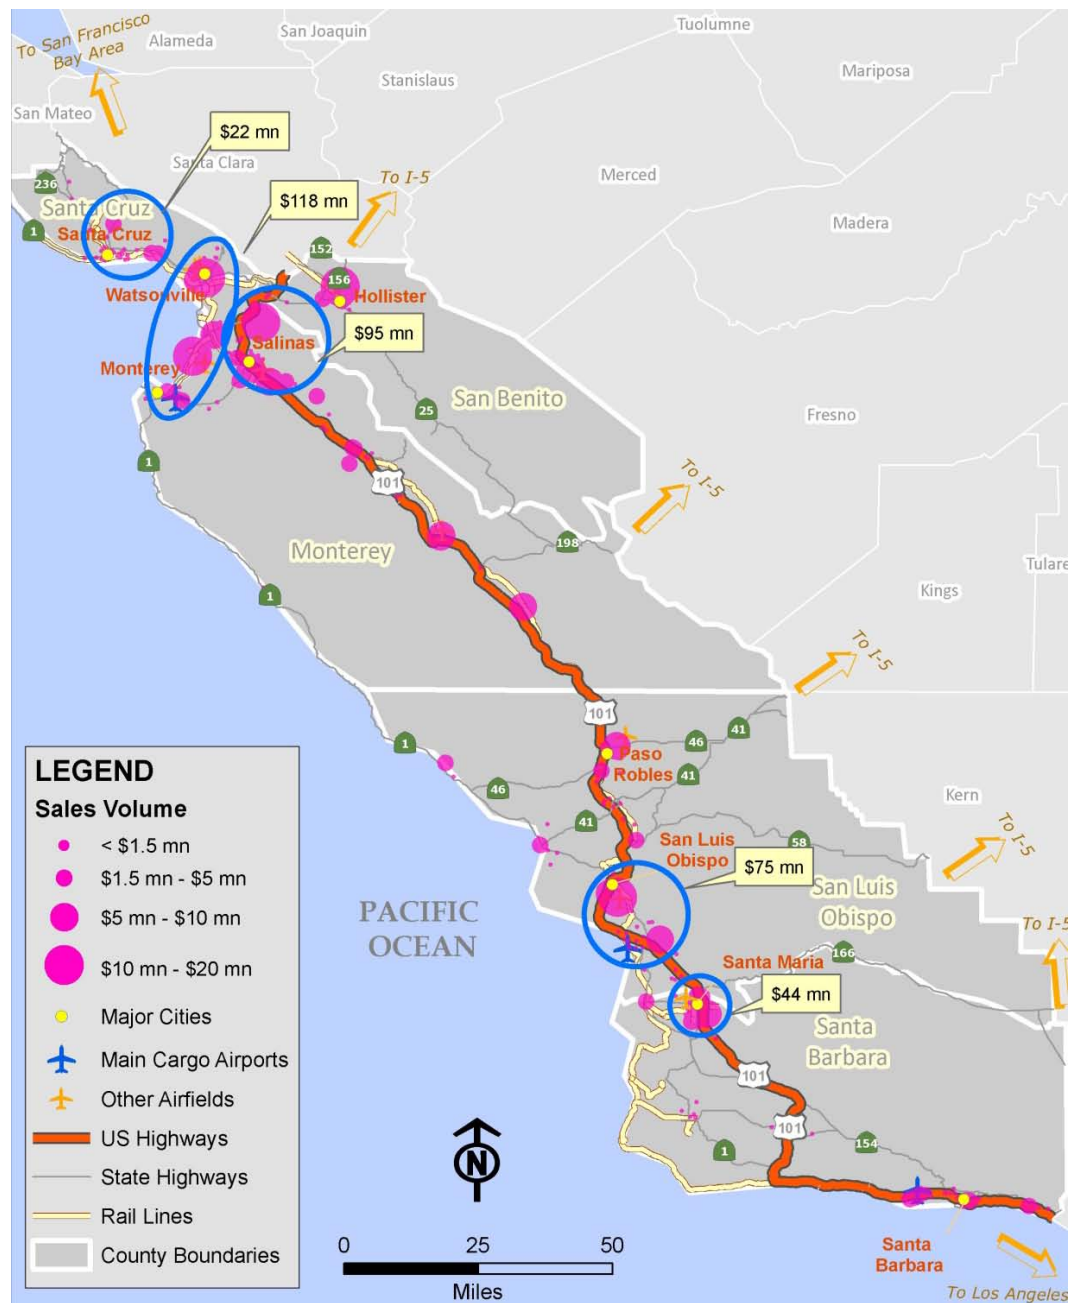 To San Francisco
Bay Area
Alameda
San Joaquin
Tuolumne
Stanislaus
Mariposa
San Mateo
$22 mn
Santa Clara
To I-5
Merced
236
Santa Cruz
$118 mn
Madera
1
Santa Cruz
152
156
Watsonville
Hollister
$95 mn
Salinas
Monterey
San Benito
25
Fresno
1
101
To I-5
Monterey
198
Tulare
Kings
1
To I-5
101
1
46
41
Paso
Robles
41
46
Kern
41
San Luis
Obispo
58
To I-5
$75 mn
San Luis
Obispo
PACIFIC
OCEAN
To I-5
Santa Maria
166
$44 mn
Santa
Barbara
101
101
154
1
Santa
Barbara
To Los Angeles
LEGEND
Sales Volume
< $1.5 mn
$1.5 mn - $5 mn
$5 mn - $10 mn
$10 mn - $20 mn
Major Cities
Main Cargo Airports
Other Airfields
US Highways
State Highways
Rail Lines
County Boundaries
N
0 25 50
Miles